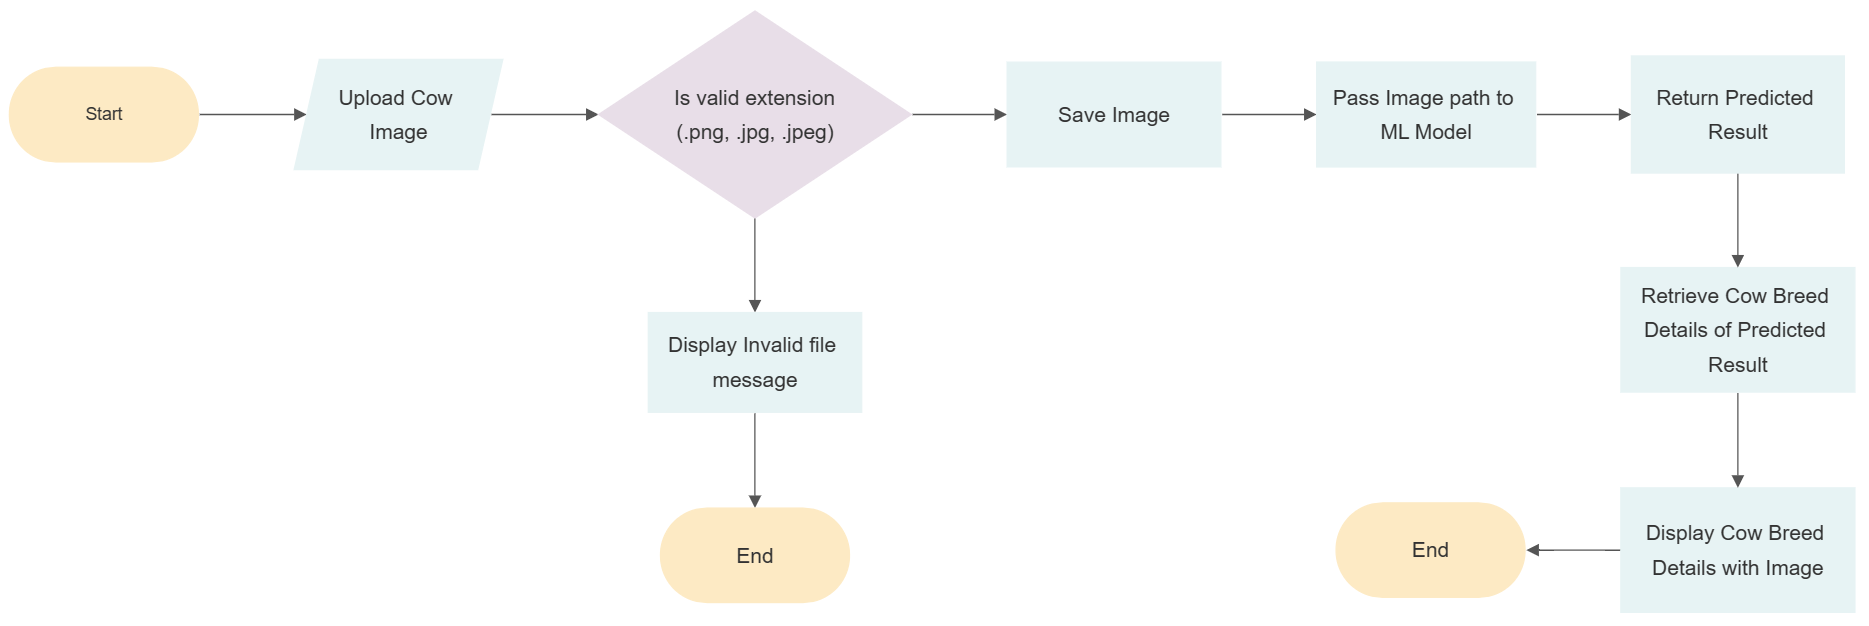 Start
Upload Cow
Image
Is valid extension
(.png, .jpg, .jpeg)
Save Image
Pass Image path to
ML Model
Return Predicted
Result
Retrieve Cow Breed
Details of Predicted
Result
Display Cow Breed
Details with Image
End
Display Invalid file
message
End